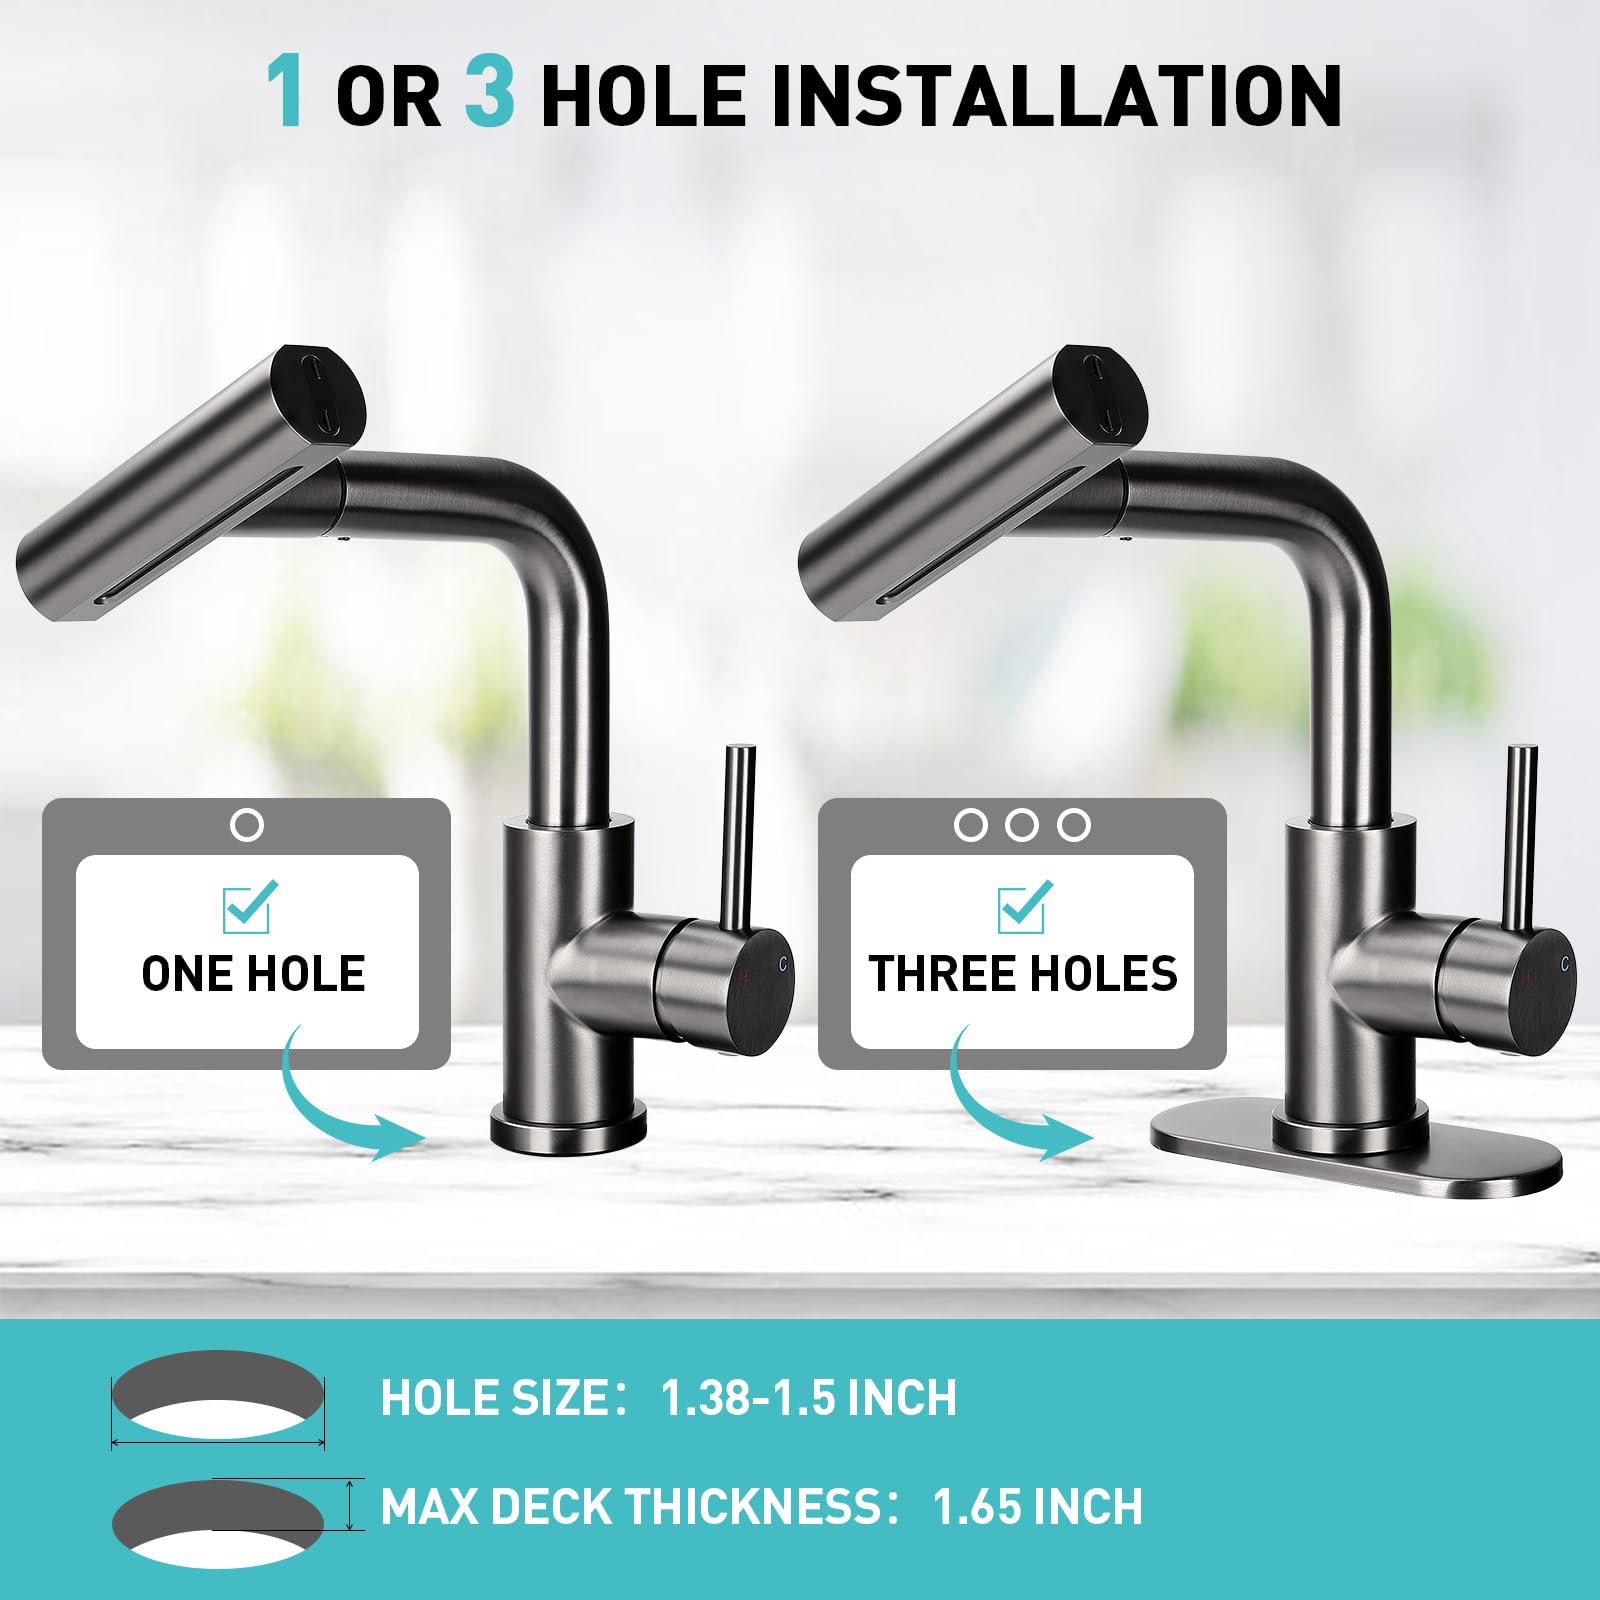 1 OR 3 HOLE INSTALLATION
ONE HOLE
H C
THREE HOLES
H C
HOLE SIZE: 1.38-1.5 INCH
MAX DECK THICKNESS: 1.65 INCH